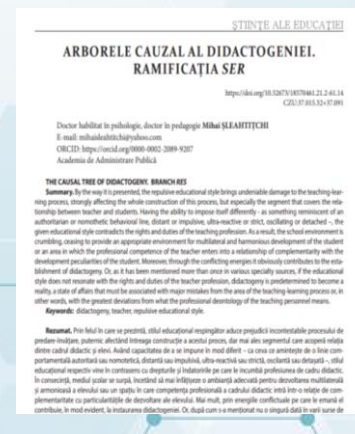 ȘTIINȚE ALE EDUCAȚIEI
ARBORELE CAUZAL AL DIDACTOGENIEI.
RAMIFICAȚIA SER
https://doi.org/10.52673/18570461.21.2-61.14
CZU:37.015.32+37.091
Doctor habilitat în psihologie, doctor în pedagogie Mihai ȘLEAHTIȚCHI
E-mail: mihaisleahtitchi@yahoo.com
ORCID: https://orcid.org/0000-0002-2089-9207
Academia de Administrare Publică
THE CAUSAL TREE OF DIDACTOGENY. BRANCH RES
Summary. By the way it is presented, the repulsive educational style brings undeniable damage to the teaching-lear-
ning process, strongly affecting the whole construction of this process, but especially the segment that covers the rela-
tionship between teacher and students. Having the ability to impose itself differently - as something reminiscent of an
authoritarian or nomothetic behavioral line, distant or impulsive, ultra-reactive or strict, oscillating or detached –, the
given educational style contradicts the rights and duties of the teaching profession. As a result, the school environment is
crumbling, ceasing to provide an appropriate environment for multilateral and harmonious development of the student
or an area in which the professional competence of the teacher enters into a relationship of complementarity with the
development peculiarities of the student. Moreover, through the conflicting energies it obviously contributes to the esta-
blishment of didactogeny. Or, as it has been mentioned more than once in various specialty sources, if the educational
style does not resonate with the rights and duties of the teacher profession, didactogeny is predetermined to become a
reality, a state of affairs that must be associated with major mistakes from the area of the teaching-learning process or, in
other words, with the greatest deviations from what the professional deontology of the teaching personnel means.
Keywords: didactogeny, teacher, repulsive educational style.
Rezumat. Prin felul în care se prezintă, stilul educațional respingător aduce prejudicii incontestabile procesului de
predare-învățare, puternic afectând întreaga construcție a acestui proces, dar mai ales segmentul care acoperă relația
dintre cadrul didactic și elevi. Având capacitatea de a se impune în mod diferit – ca ceva ce amintește de o linie com-
portamentală autoritară sau nomotetică, distantă sau impulsivă, ultra-reactivă sau strictă, oscilantă sau detașată –, stilul
educațional respectiv vine în contrasens cu drepturile și îndatoririle pe care le incumbă profesiunea de cadru didactic.
În consecință, mediul școlar se surpă, încetând să mai înfățișeze o ambianță adecvată pentru dezvoltarea multilaterală
și armonioasă a elevului sau un spațiu în care competența profesională a cadrului didactic intră într-o relație de com-
plementaritate cu particularitățile de dezvoltare ale elevului. Mai mult, prin energiile conflictuale pe care le emană el
contribuie, în mod evident, la instaurarea didactogeniei. Or, după cum s-a menționat nu o singură dată în varii surse de